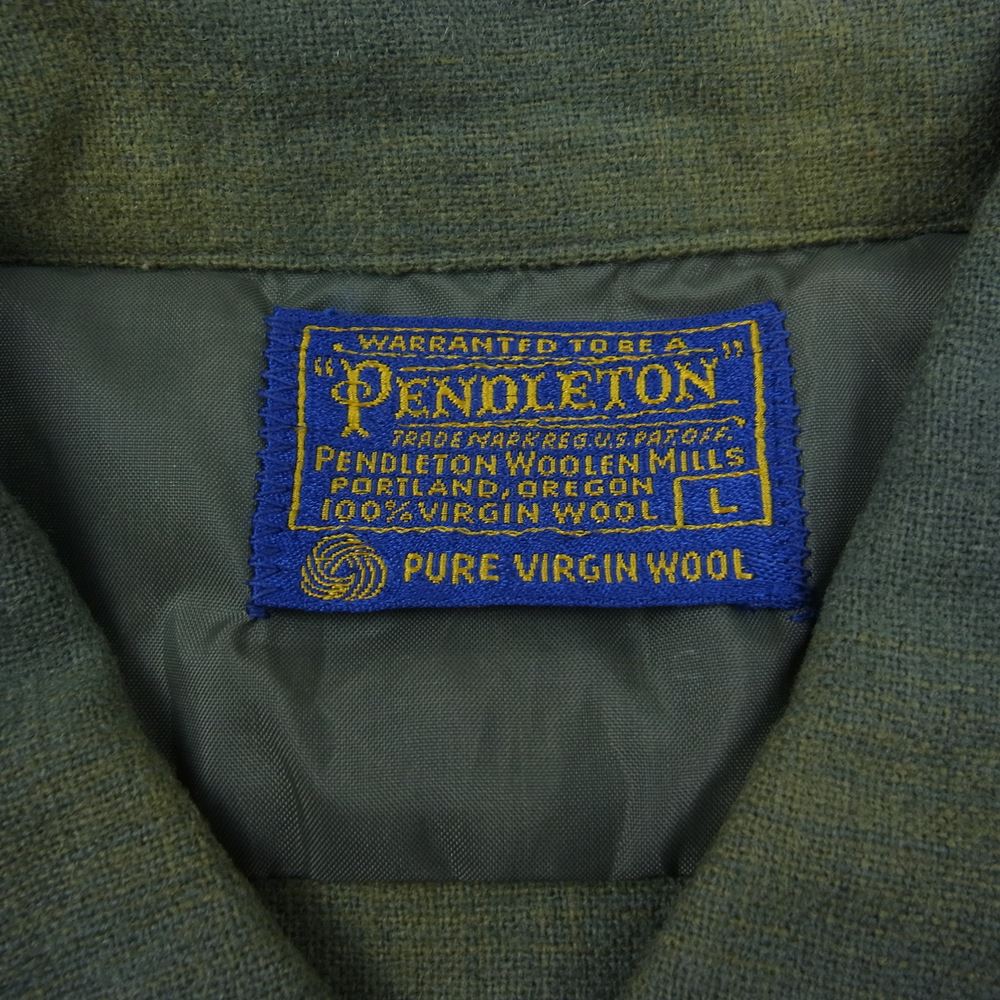 WARRANTED TO BE A
"PENDLETON"
TRADE MARK REG. U.S. PAT. OFF.
PENDLETON WOOLEN MILLS
PORTLAND, OREGON
100% VIRGIN WOOL L
PURE VIRGIN WOOL